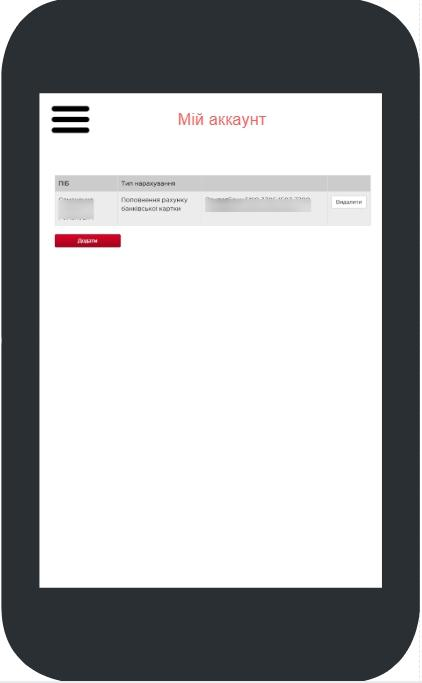 Мій аккаунт
ПІБ Тип нарахування
Поповнення рахунку Видалити
банківської картки
Додати